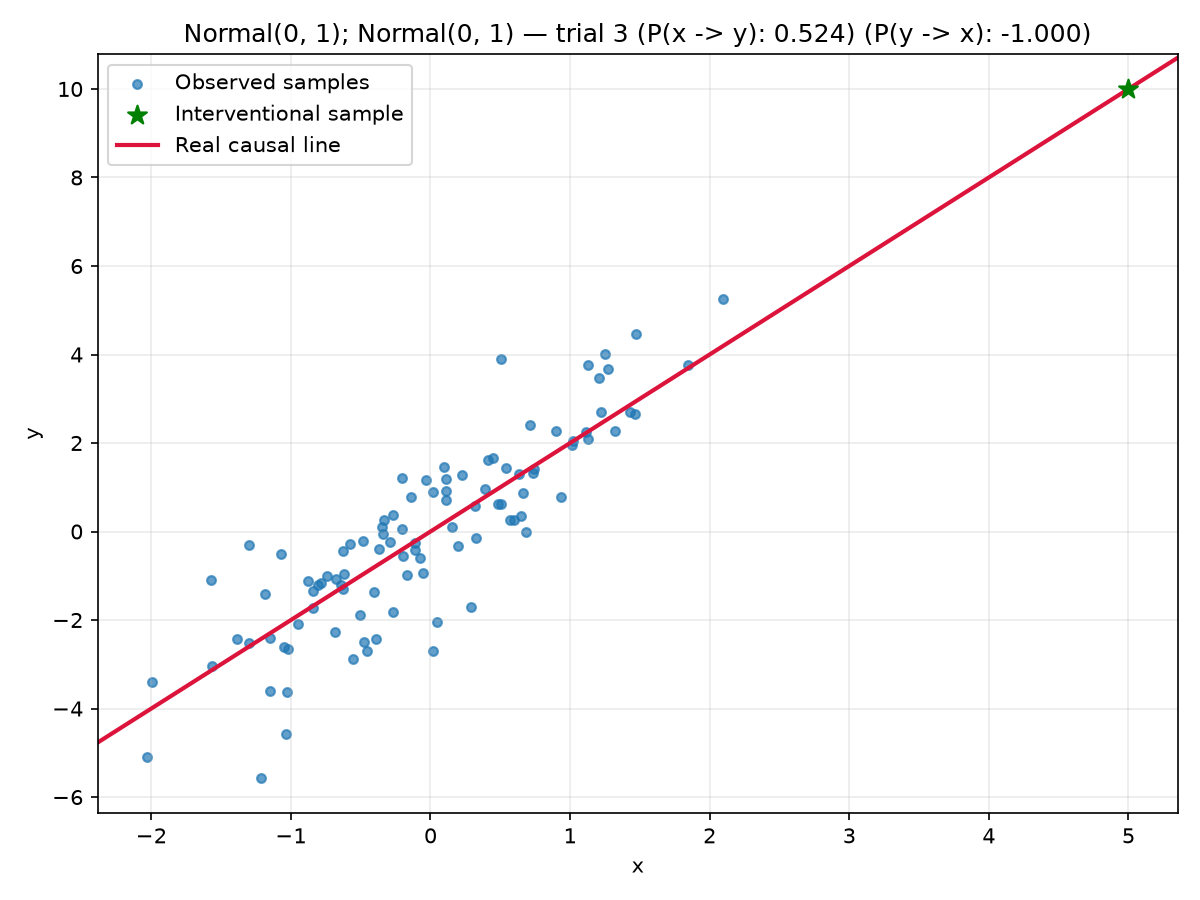 Normal(0, 1); Normal(0, 1) — trial 3 (P(x -> y): 0.524) (P(y -> x): -1.000)
Observed samples
Interventional sample
Real causal line
10
8
6
4
2
0
−2
−4
−6
y
−2 −1 0 1 2 3 4 5
x